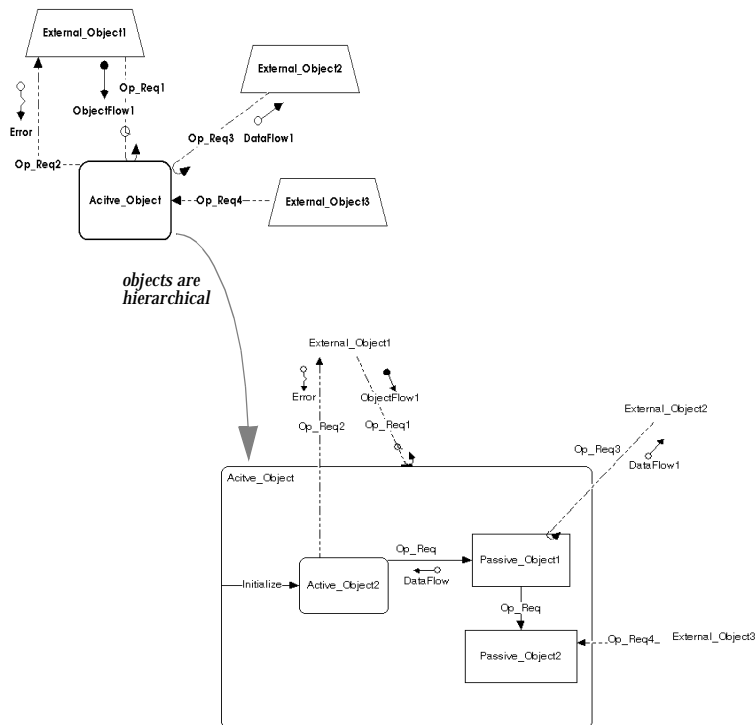 External_Object1
External_Object2
Op_Req1
ObjectFlow1
Error
Op_Req3
DataFlow1
Op_Req2
Acitve_Object
Op_Req4
External_Object3
objects are
hierarchical
External_Object1
Error
ObjectFlow1
External_Object2
Op_Req2
Op_Req1
Op_Req3
DataFlow1
Acitve_Object
Op_Req
Passive_Object1
Initialize
Active_Object2
DataFlow
Op_Req
Op_Req4_
External_Object3
Passive_Object2